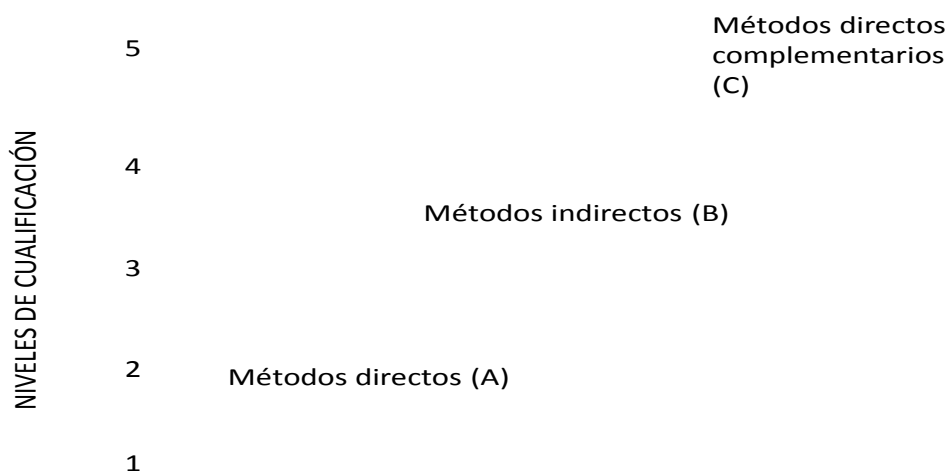 Métodos directos
complementarios
(C)
5
4
Métodos indirectos (B)
3
2
Métodos directos (A)
1
NIVELES DE CUALIFICACIÓN